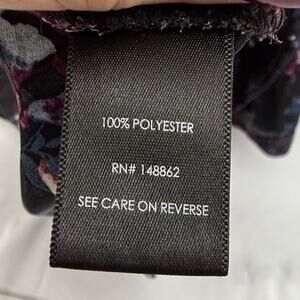 100% POLYESTER
RN# 148862
SEE CARE ON REVERSE